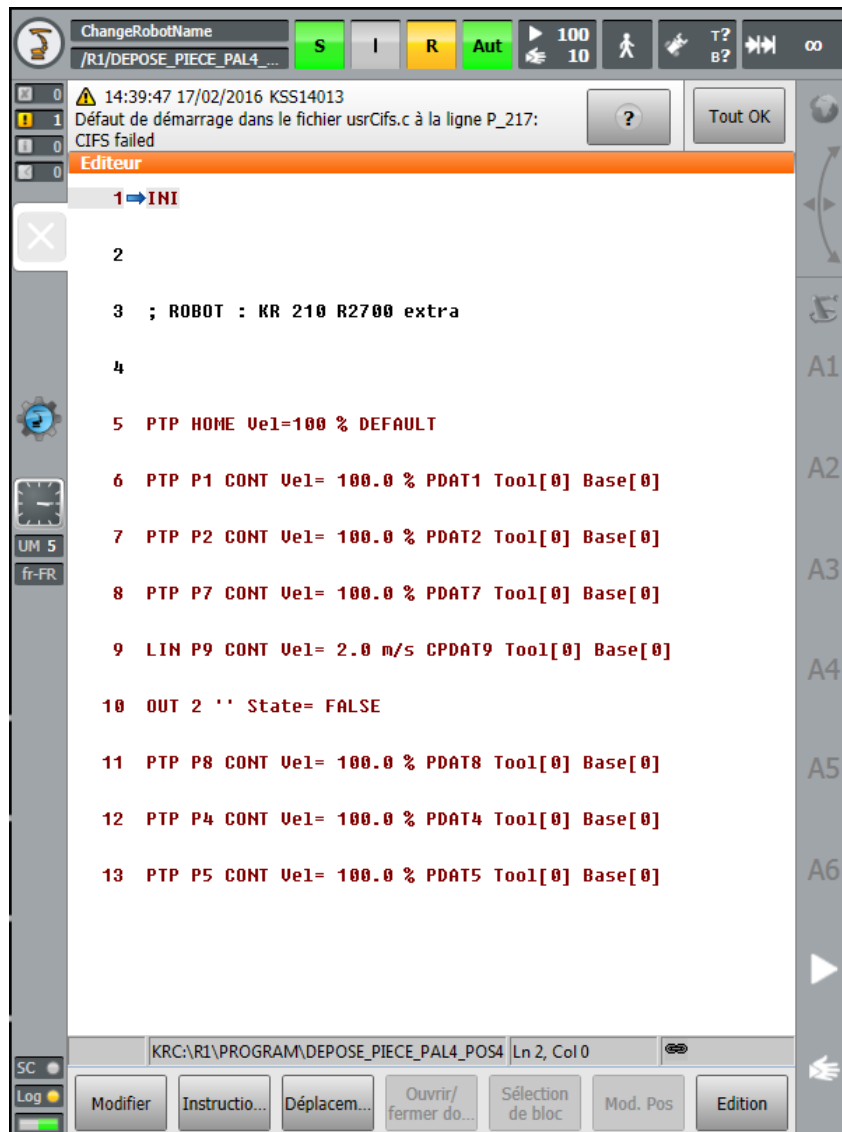 ChangeRobotName
/R1/DEPOSE_PIECE_PAL4_...
S I R Aut 100 10 T? B? ∞
0
1
0
0
14:39:47 17/02/2016 KSS14013
Défaut de démarrage dans le fichier usrCifs.c à la ligne P_217:
CIFS failed
?
Tout OK
Editeur
1 INI
2
3 ; ROBOT : KR 210 R2700 extra
4
5 PTP HOME Vel=100 % DEFAULT
6 PTP P1 CONT Vel= 100.0 % PDAT1 Tool[0] Base[0]
7 PTP P2 CONT Vel= 100.0 % PDAT2 Tool[0] Base[0]
8 PTP P7 CONT Vel= 100.0 % PDAT7 Tool[0] Base[0]
9 LIN P9 CONT Vel= 2.0 m/s CPDAT9 Tool[0] Base[0]
10 OUT 2 '' State= FALSE
11 PTP P8 CONT Vel= 100.0 % PDAT8 Tool[0] Base[0]
12 PTP P4 CONT Vel= 100.0 % PDAT4 Tool[0] Base[0]
13 PTP P5 CONT Vel= 100.0 % PDAT5 Tool[0] Base[0]
UM 5
fr-FR
A1
A2
A3
A4
A5
A6
KRC:\R1\PROGRAM\DEPOSE_PIECE_PAL4_POS4 Ln 2, Col 0
SC
Log
Modifier
Instructio...
Déplacem...
Ouvrir/
fermer do...
Sélection
de bloc
Mod. Pos
Edition